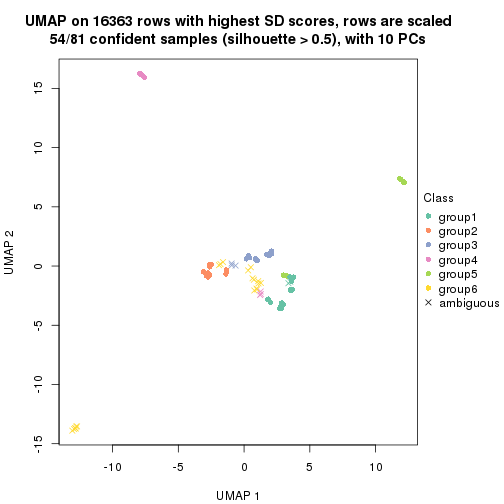 UMAP on 16363 rows with highest SD scores, rows are scaled
54/81 confident samples (silhouette > 0.5), with 10 PCs
15
10
5
0
-5
-10
-15
UMAP 2
-10
-5
0
5
10
UMAP 1
Class
group1
group2
group3
group4
group5
group6
ambiguous